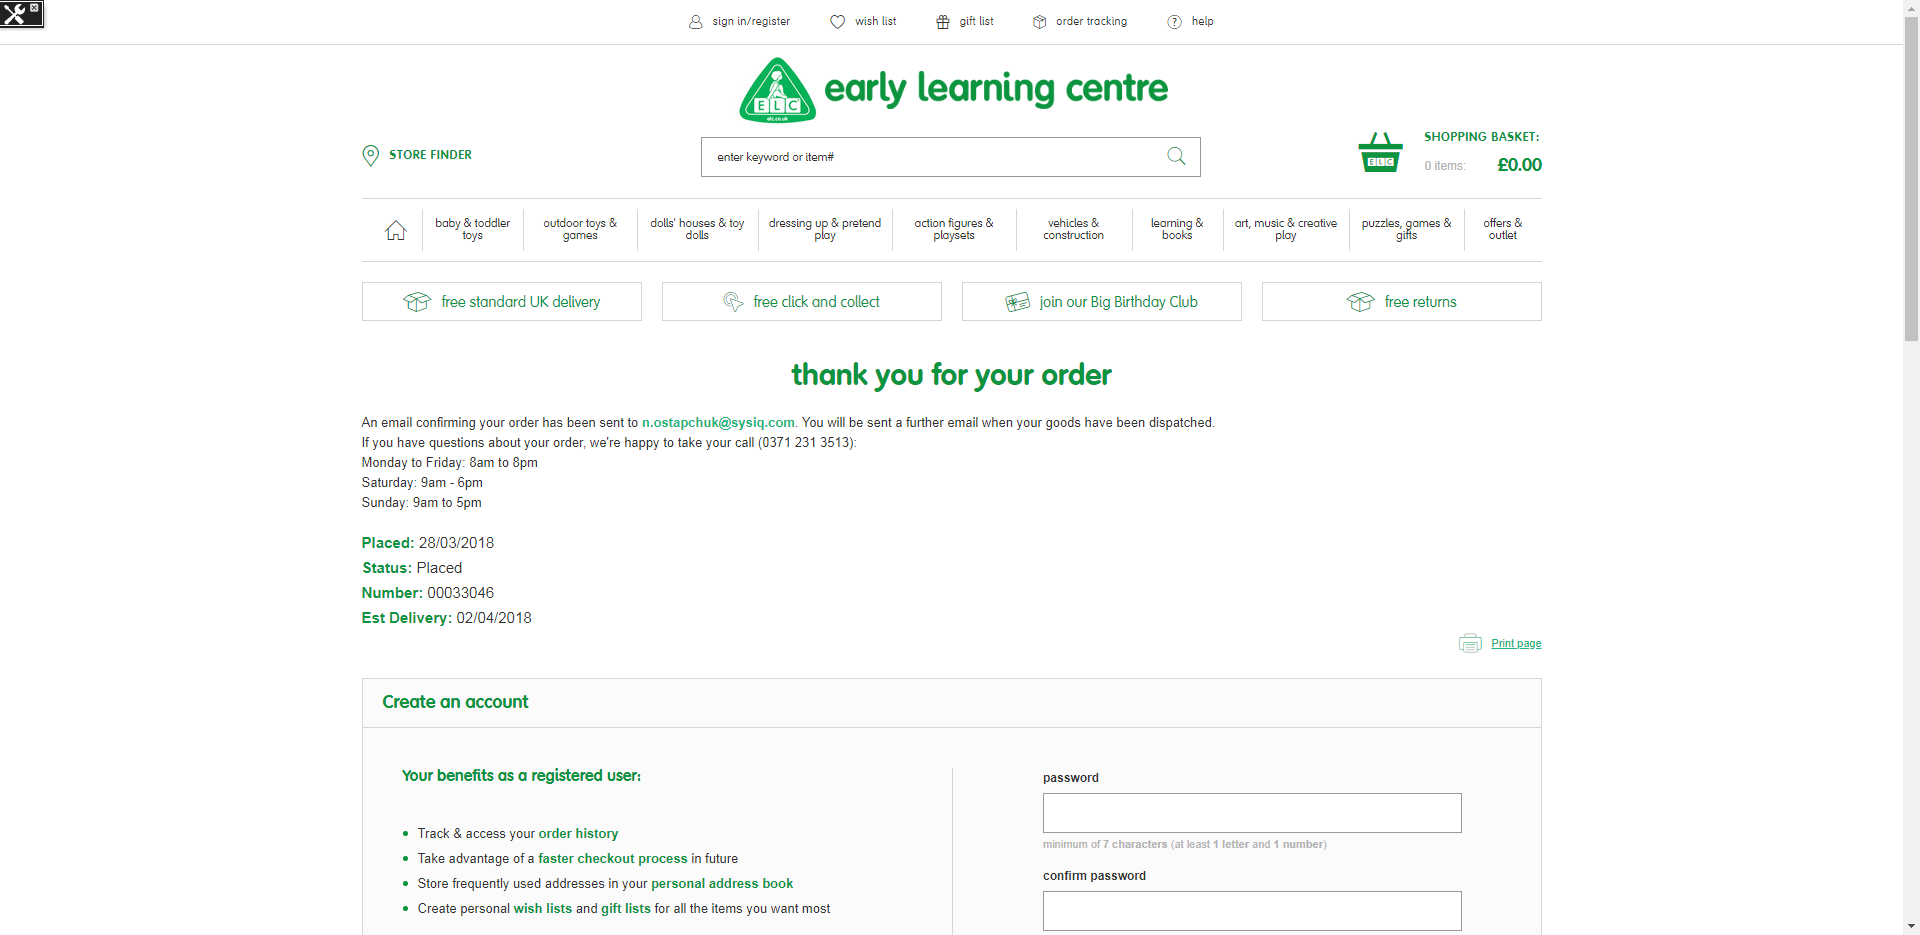 sign in/register
wish list
gift list
order tracking
help
ELC
elc.co.uk
early learning centre
STORE FINDER
enter keyword or item#
ELC
SHOPPING BASKET:
0 items:
£0.00
baby & toddler
toys
outdoor toys &
games
dolls' houses & toy
dolls
dressing up & pretend
play
action figures &
playsets
vehicles &
construction
learning &
books
art, music & creative
play
puzzles, games &
gifts
offers &
outlet
free standard UK delivery
free click and collect
join our Big Birthday Club
free returns
thank you for your order
An email confirming your order has been sent to n.ostapchuk@sysiq.com. You will be sent a further email when your goods have been dispatched.
If you have questions about your order, we're happy to take your call (0371 231 3513):
Monday to Friday: 8am to 8pm
Saturday: 9am - 6pm
Sunday: 9am to 5pm
Placed: 28/03/2018
Status: Placed
Number: 00033046
Est Delivery: 02/04/2018
Print page
Create an account
Your benefits as a registered user:
Track & access your order history
Take advantage of a faster checkout process in future
Store frequently used addresses in your personal address book
Create personal wish lists and gift lists for all the items you want most
password
minimum of 7 characters (at least 1 letter and 1 number)
confirm password